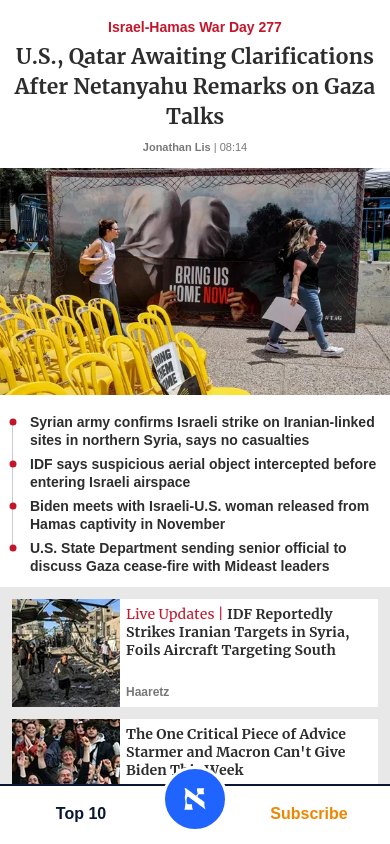 Israel-Hamas War Day 277
U.S., Qatar Awaiting Clarifications
After Netanyahu Remarks on Gaza
Talks
Jonathan Lis | 08:14
BRING US
HOME NOW!
#TAG
BRING
THEM
HOME
Syrian army confirms Israeli strike on Iranian-linked
sites in northern Syria, says no casualties
IDF says suspicious aerial object intercepted before
entering Israeli airspace
Biden meets with Israeli-U.S. woman released from
Hamas captivity in November
U.S. State Department sending senior official to
discuss Gaza cease-fire with Mideast leaders
Live Updates | IDF Reportedly
Strikes Iranian Targets in Syria,
Foils Aircraft Targeting South
Haaretz
The One Critical Piece of Advice
Starmer and Macron Can't Give
Biden This Week
Top 10
Subscribe